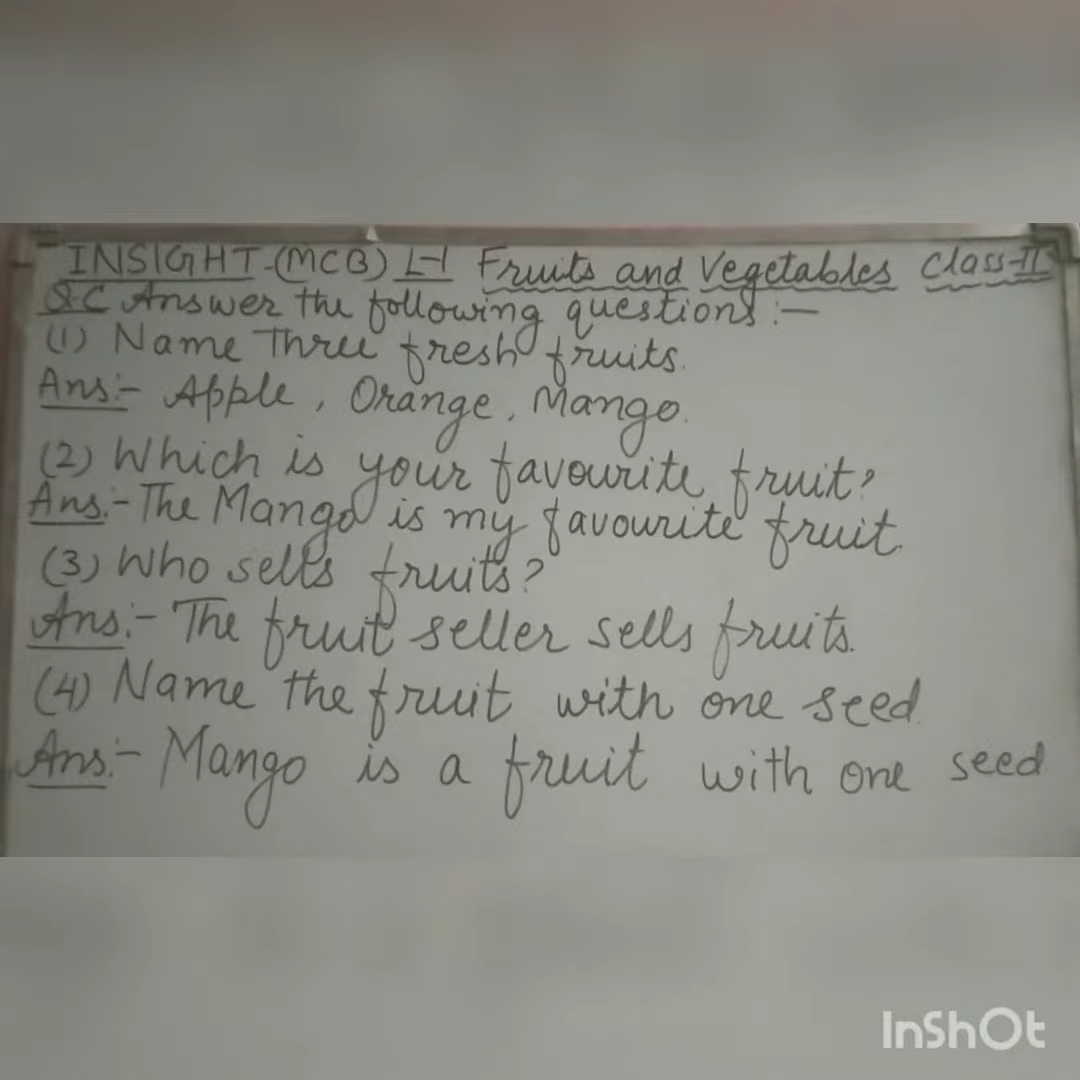 INSIGHT-(MCB) L-1 Fruits and Vegetables Class-II
Q-C Answer the following questions :-
(1) Name Three fresh fruits.
Ans:- Apple, Orange, Mango.
(2) Which is your favourite fruit?
Ans:- The Mango is my favourite fruit.
(3) Who sells fruits?
Ans:- The fruit seller sells fruits.
(4) Name the fruit with one seed.
Ans:- Mango is a fruit with one seed
InShOt